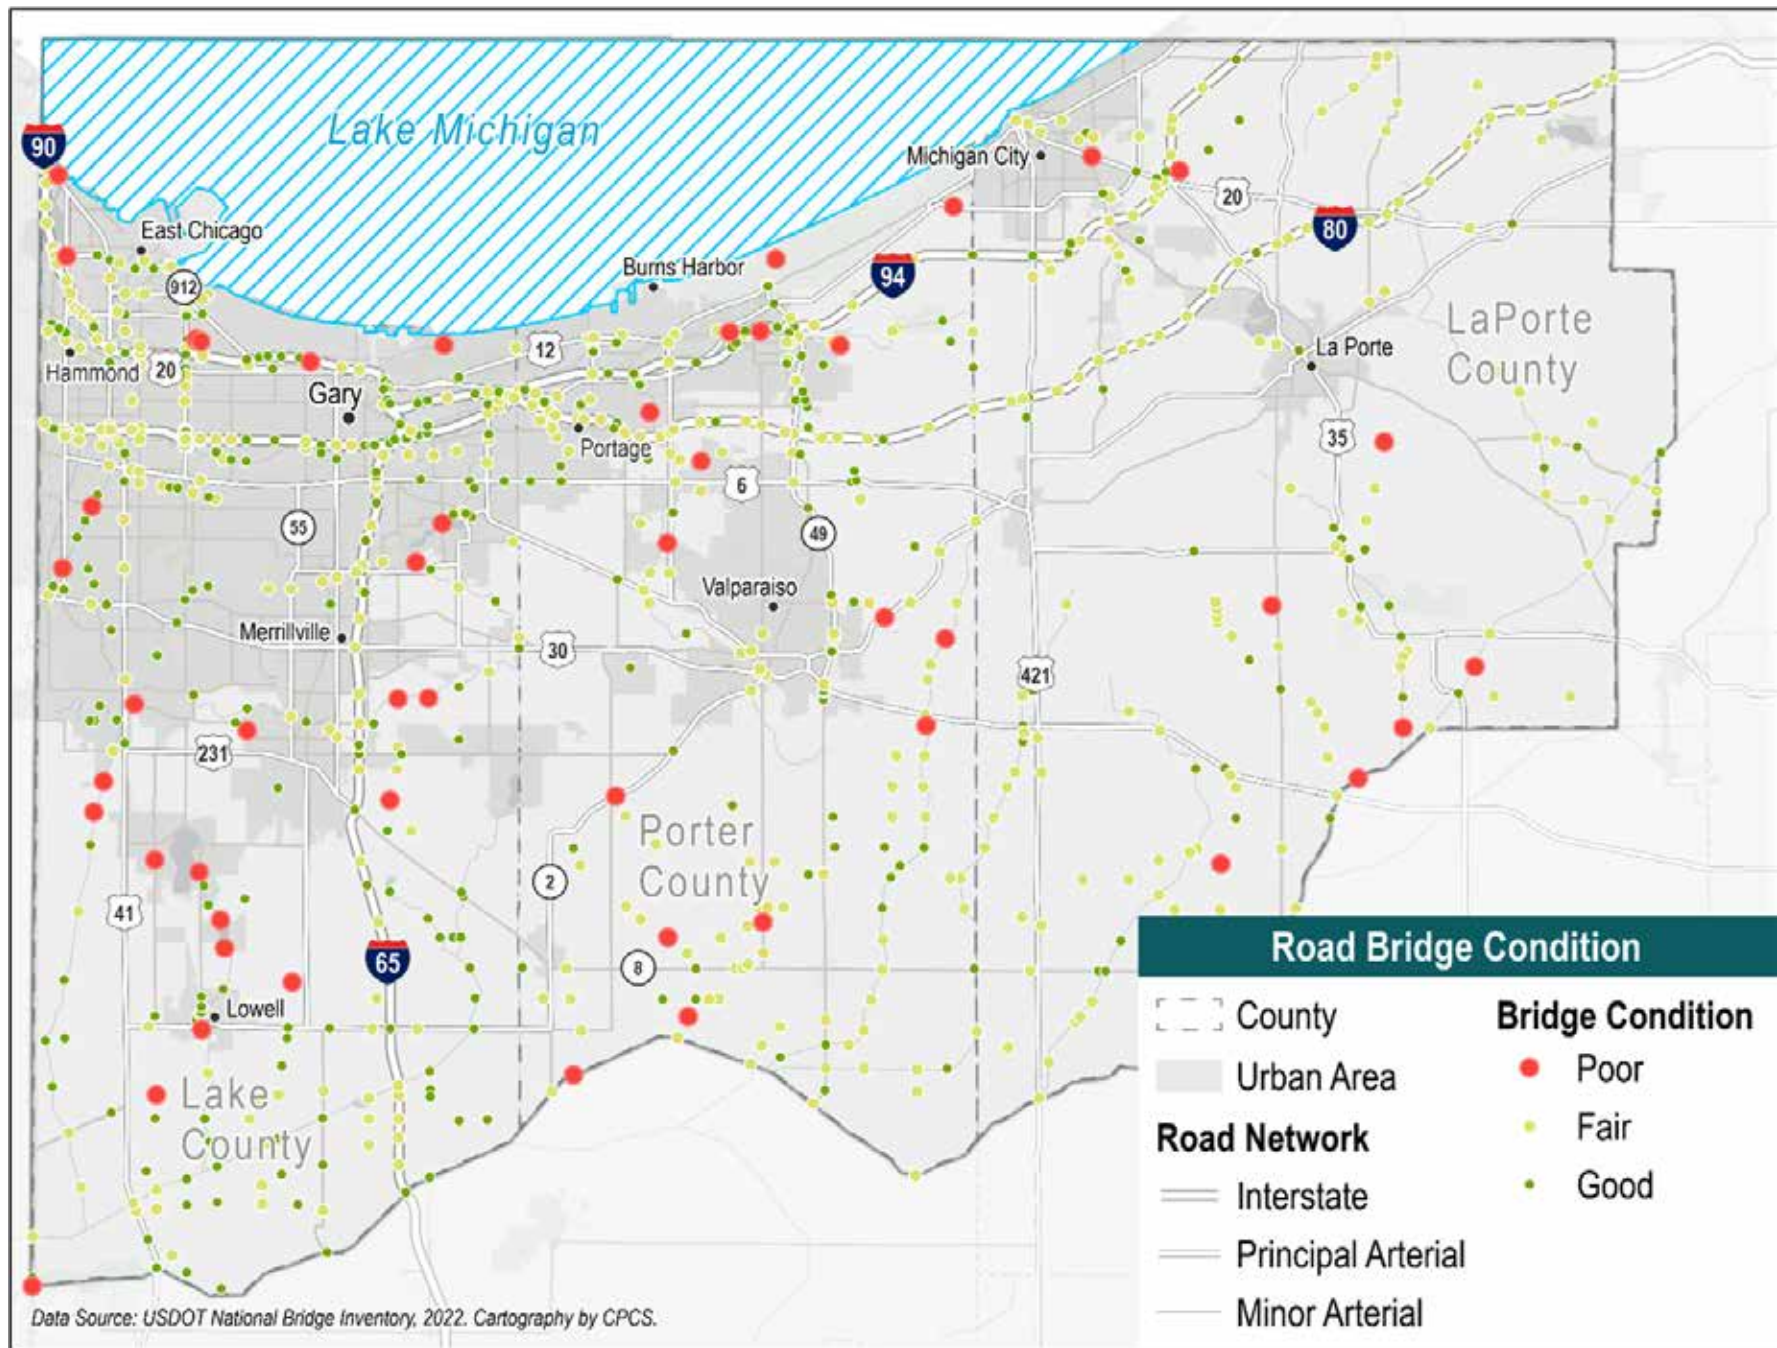 Lake Michigan
90
Michigan City
20
East Chicago
80
Burns Harbor
94
912
LaPorte
County
12
La Porte
Hammond
20
Gary
Portage
35
6
55
49
Valparaiso
Merrillville
30
421
231
Porter
County
2
41
65
8
Lowell
Lake
County
Road Bridge Condition
County
Urban Area
Road Network
Interstate
Principal Arterial
Minor Arterial
Bridge Condition
Poor
Fair
Good
Data Source: USDOT National Bridge Inventory, 2022. Cartography by CPCS.